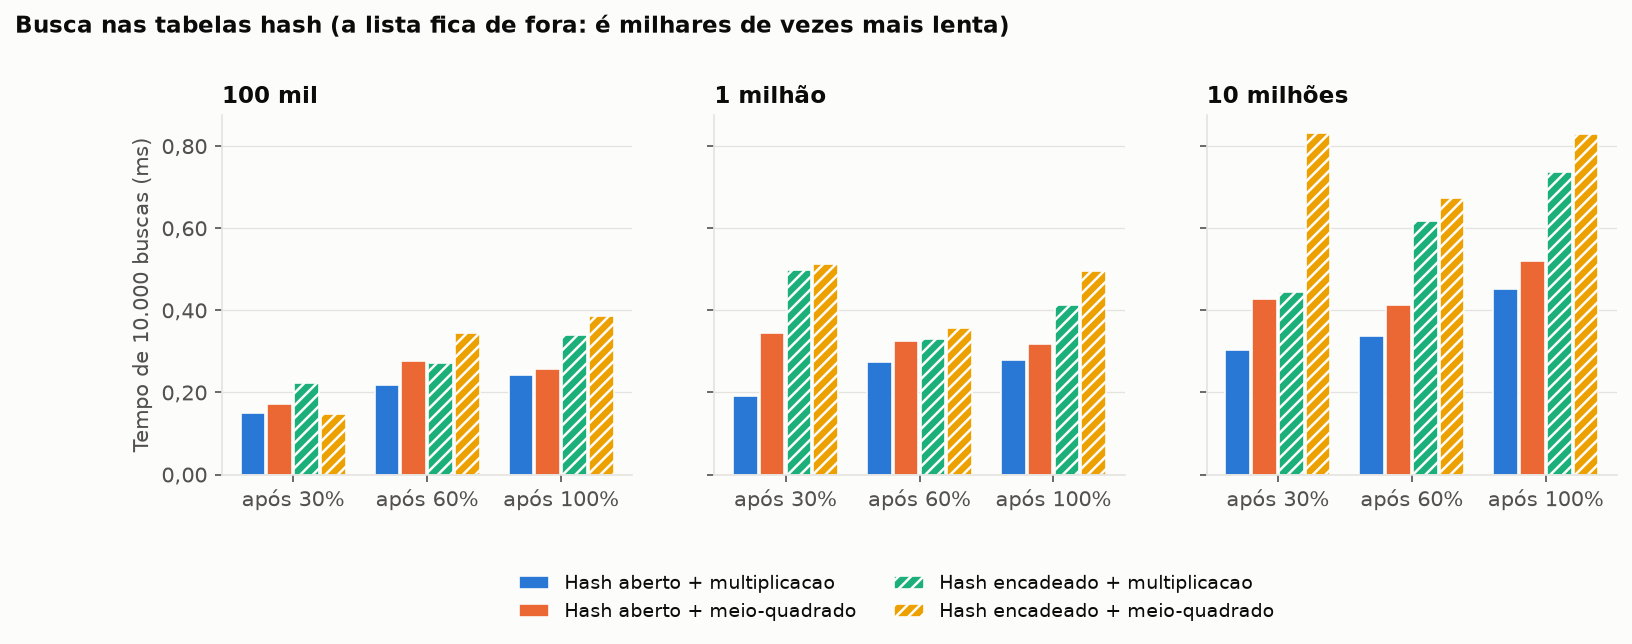 Busca nas tabelas hash (a lista fica de fora: é milhares de vezes mais lenta)
100 mil
1 milhão
10 milhões
Tempo de 10.000 buscas (ms)
0,80
0,60
0,40
0,20
0,00
após 30%
após 60%
após 100%
após 30%
após 60%
após 100%
após 30%
após 60%
após 100%
Hash aberto + multiplicacao
Hash aberto + meio-quadrado
Hash encadeado + multiplicacao
Hash encadeado + meio-quadrado